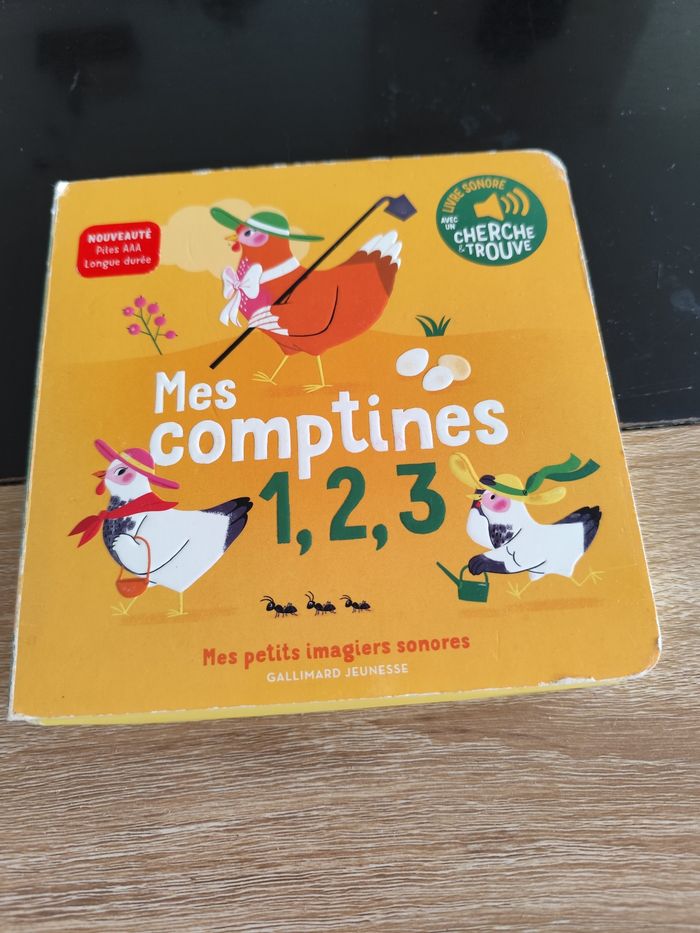 NOUVEAUTÉ
Piles AAA
Longue durée
LIVRE SONORE
AVEC
UN
CHERCHE
& TROUVE
Mes
comptines
1, 2, 3
Mes petits imagiers sonores
GALLIMARD JEUNESSE